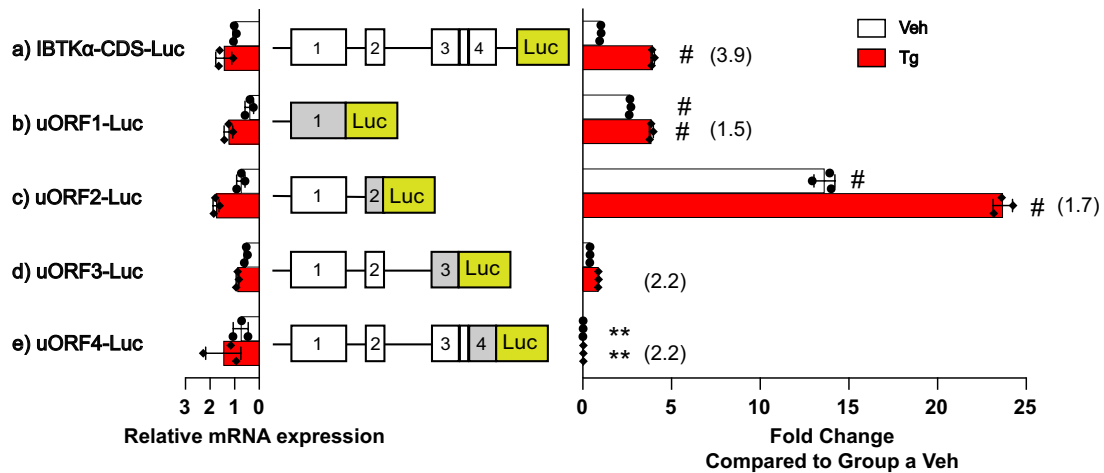 Veh
Tg
a) IBTKα-CDS-Luc
1 2 3 4 Luc
# (3.9)
b) uORF1-Luc
1 Luc
#
# (1.5)
c) uORF2-Luc
1 2 Luc
#
# (1.7)
d) uORF3-Luc
1 2 3 Luc
(2.2)
e) uORF4-Luc
1 2 3 4 Luc
**
** (2.2)
3 2 1 0
0 5 10 15 20 25
Relative mRNA expression
Fold Change
Compared to Group a Veh